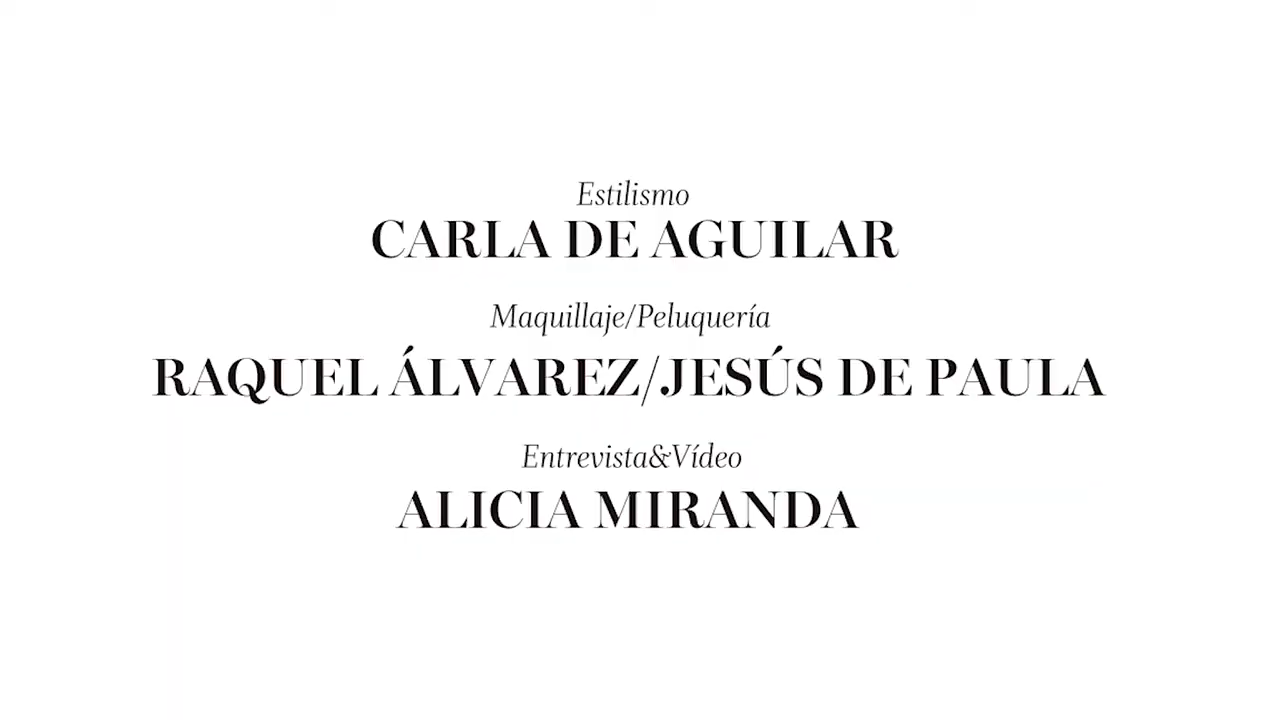 Estilismo
CARLA DE AGUILAR
Maquillaje/Peluquería
RAQUEL ÁLVAREZ/JESÚS DE PAULA
Entrevista&Vídeo
ALICIA MIRANDA